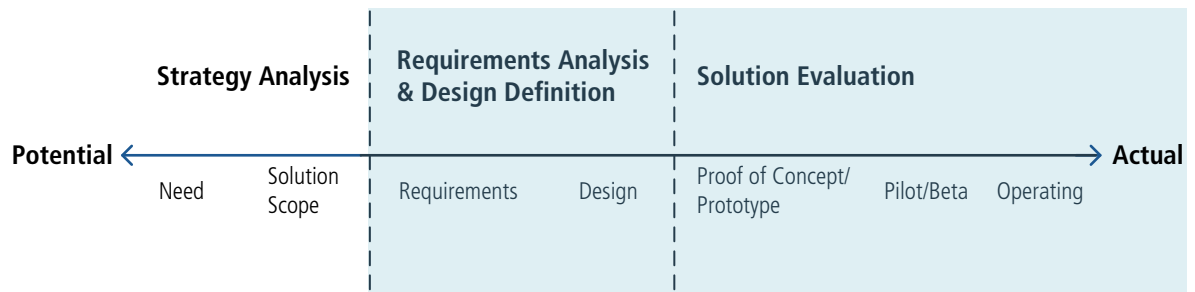 Strategy Analysis
Requirements Analysis
& Design Definition
Solution Evaluation
Potential
Actual
Need
Solution
Scope
Requirements
Design
Proof of Concept/
Prototype
Pilot/Beta
Operating